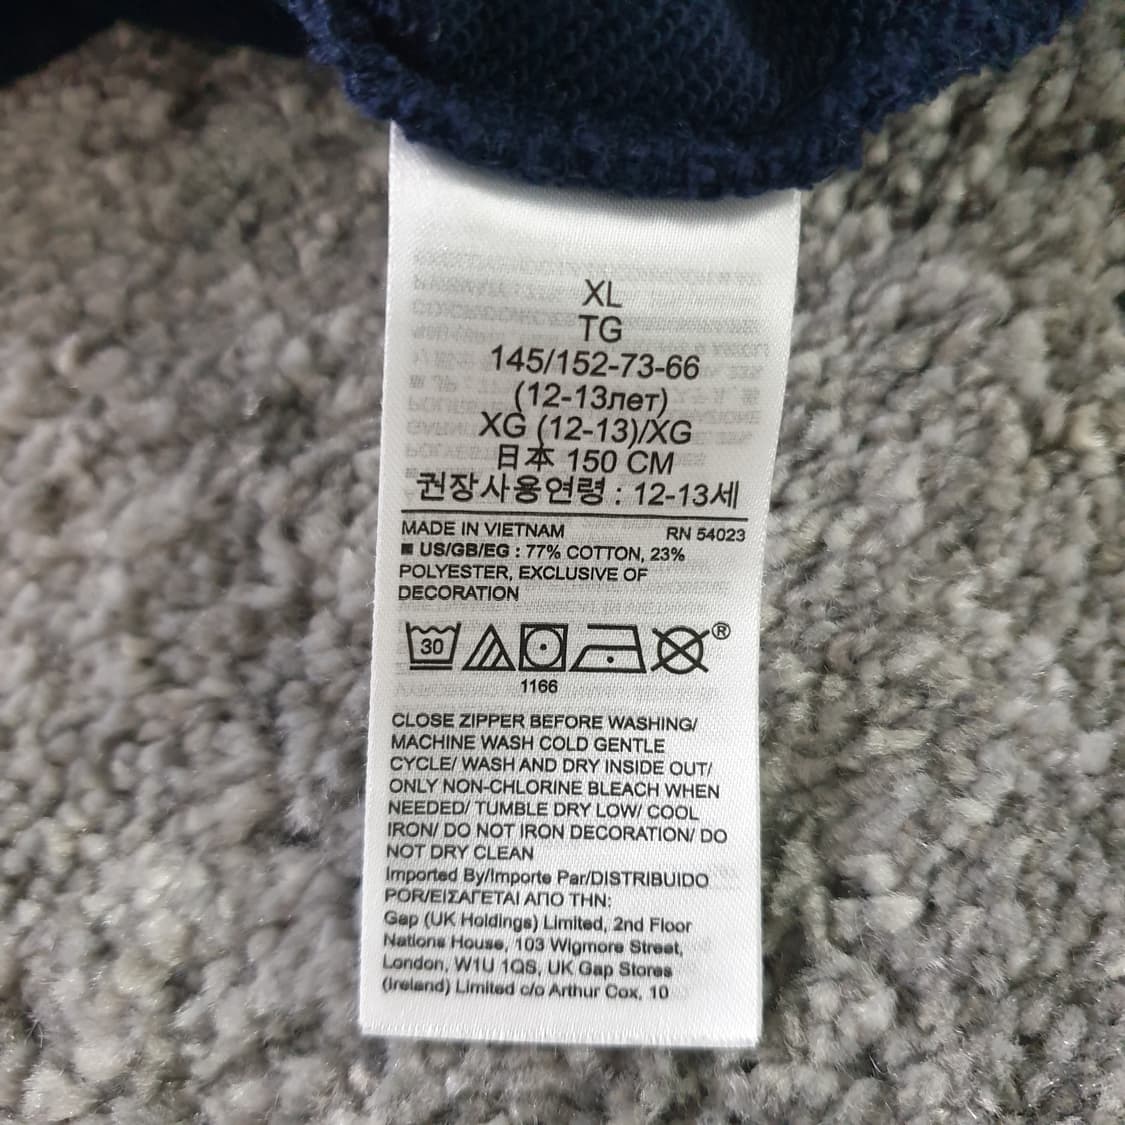 XL
TG
145/152-73-66
(12-13лет)
XG (12-13)/XG
日本 150 CM
권장사용연령 : 12-13세
MADE IN VIETNAM RN 54023
■ US/GB/EG : 77% COTTON, 23%
POLYESTER, EXCLUSIVE OF
DECORATION
30 ®
1166
CLOSE ZIPPER BEFORE WASHING/
MACHINE WASH COLD GENTLE
CYCLE/ WASH AND DRY INSIDE OUT/
ONLY NON-CHLORINE BLEACH WHEN
NEEDED/ TUMBLE DRY LOW/ COOL
IRON/ DO NOT IRON DECORATION/ DO
NOT DRY CLEAN
Imported By/Importe Par/DISTRIBUIDO
POR/ΕΙΣΑΓΕΤΑΙ ΑΠΟ ΤΗΝ:
Gap (UK Holdings) Limited, 2nd Floor
Nations House, 103 Wigmore Street,
London, W1U 1QS, UK Gap Stores
(Ireland) Limited c/o Arthur Cox, 10